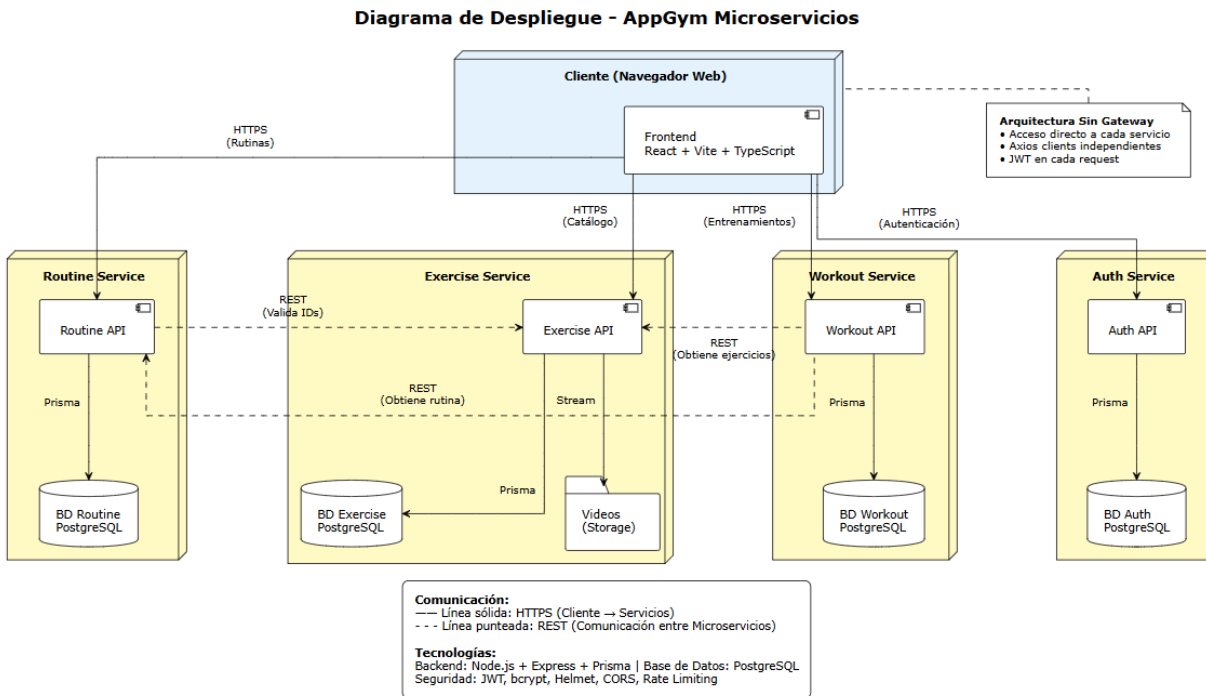 Diagrama de Despliegue - AppGym Microservicios
Cliente (Navegador Web)
Frontend
React + Vite + TypeScript
Arquitectura Sin Gateway
• Acceso directo a cada servicio
• Axios clients independientes
• JWT en cada request
HTTPS
(Rutinas)
HTTPS
(Catálogo)
HTTPS
(Entrenamientos)
HTTPS
(Autenticación)
Routine Service
Routine API
Prisma
BD Routine
PostgreSQL
REST
(Valida IDs)
Exercise Service
Exercise API
REST
(Obtiene rutina)
Stream
Prisma
BD Exercise
PostgreSQL
Videos
(Storage)
REST
(Obtiene ejercicios)
Workout Service
Workout API
Prisma
BD Workout
PostgreSQL
Auth Service
Auth API
Prisma
BD Auth
PostgreSQL
Comunicación:
—— Línea sólida: HTTPS (Cliente → Servicios)
- - - Línea punteada: REST (Comunicación entre Microservicios)
Tecnologías:
Backend: Node.js + Express + Prisma | Base de Datos: PostgreSQL
Seguridad: JWT, bcrypt, Helmet, CORS, Rate Limiting